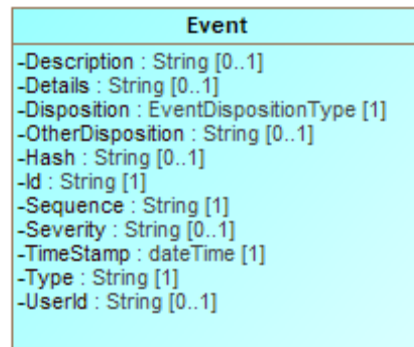 Event
-Description : String [0..1]
-Details : String [0..1]
-Disposition : EventDispositionType [1]
-OtherDisposition : String [0..1]
-Hash : String [0..1]
-Id : String [1]
-Sequence : String [1]
-Severity : String [0..1]
-TimeStamp : dateTime [1]
-Type : String [1]
-UserId : String [0..1]